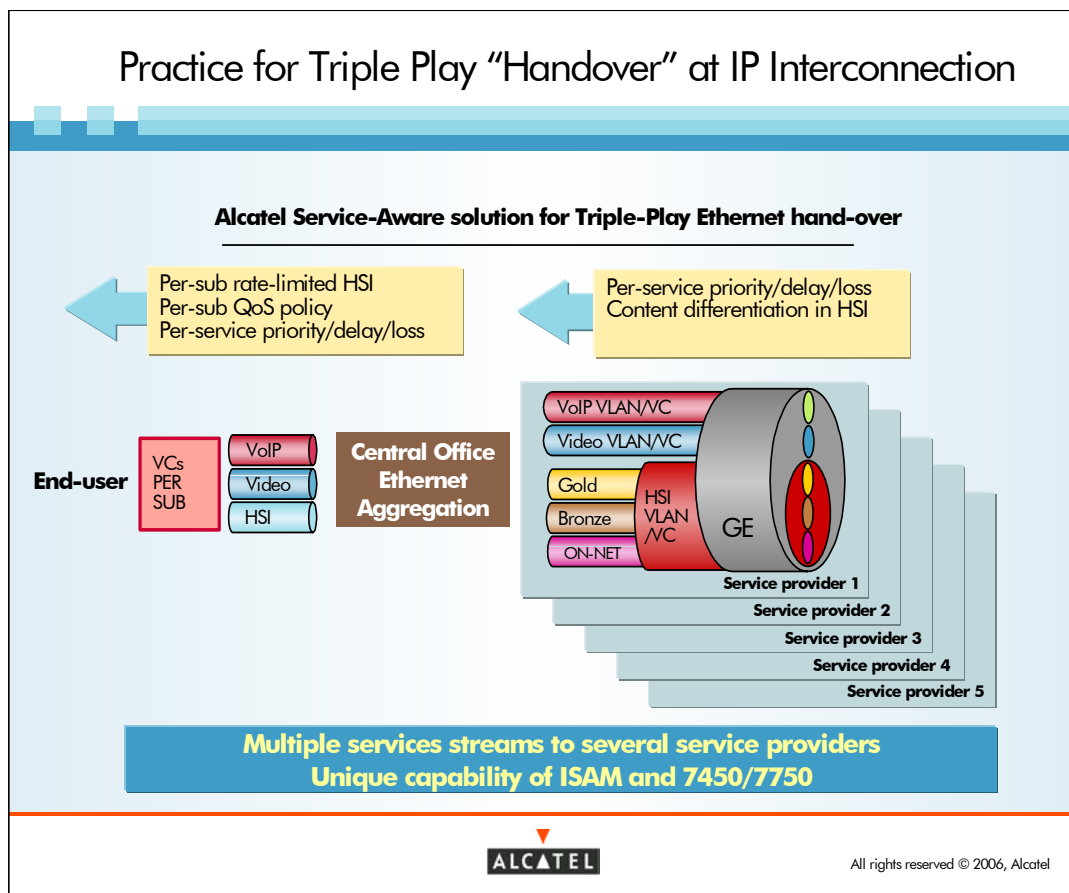 Practice for Triple Play “Handover” at IP Interconnection
Alcatel Service-Aware solution for Triple-Play Ethernet hand-over
Per-sub rate-limited HSI
Per-sub QoS policy
Per-service priority/delay/loss
Per-service priority/delay/loss
Content differentiation in HSI
End-user
VCs
PER
SUB
VoIP
Video
HSI
Central Office
Ethernet
Aggregation
VoIP VLAN/VC
Video VLAN/VC
Gold
Bronze
ON-NET
HSI
VLAN
/VC
GE
Service provider 1
Service provider 2
Service provider 3
Service provider 4
Service provider 5
Multiple services streams to several service providers
Unique capability of ISAM and 7450/7750
ALCATEL
All rights reserved © 2006, Alcatel